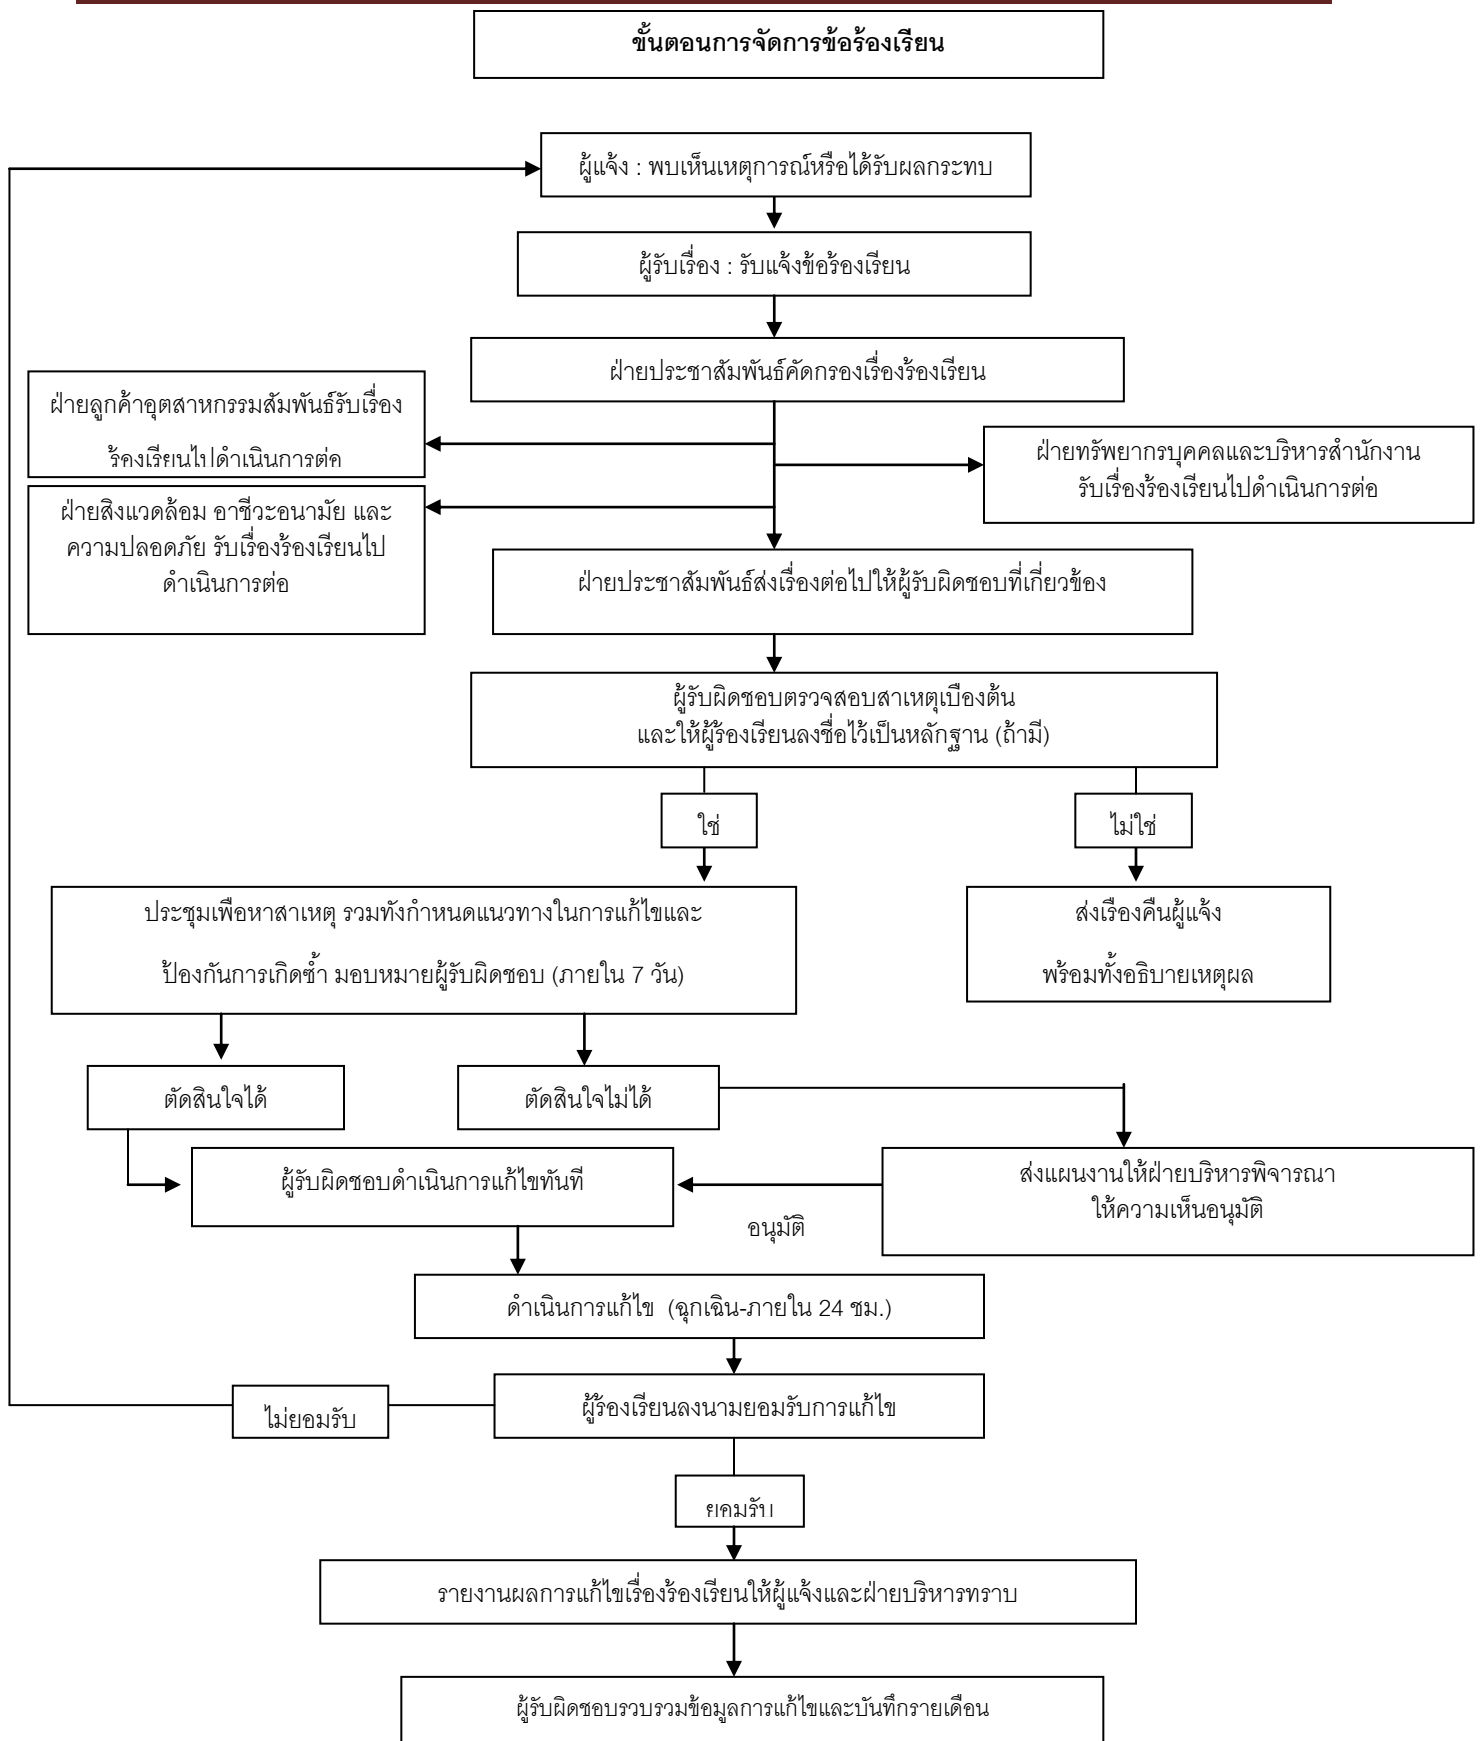 ขั้นตอนการจัดการข้อร้องเรียน
ผู้แจ้ง : พบเห็นเหตุการณ์หรือได้รับผลกระทบ
ผู้รับเรื่อง : รับแจ้งข้อร้องเรียน
ฝ่ายประชาสัมพันธ์คัดกรองเรื่องร้องเรียน
ฝ่ายลูกค้าอุตสาหกรรมสัมพันธ์รับเรื่อง
ร้องเรียนไปดำเนินการต่อ
ฝ่ายทรัพยากรบุคคลและบริหารสำนักงาน
รับเรื่องร้องเรียนไปดำเนินการต่อ
ฝ่ายสิ่งแวดล้อม อาชีวะอนามัย และ
ความปลอดภัย รับเรื่องร้องเรียนไป
ดำเนินการต่อ
ฝ่ายประชาสัมพันธ์ส่งเรื่องต่อไปให้ผู้รับผิดชอบที่เกี่ยวข้อง
ผู้รับผิดชอบตรวจสอบสาเหตุเบื้องต้น
และให้ผู้ร้องเรียนลงชื่อไว้เป็นหลักฐาน (ถ้ามี)
ใช่
ไม่ใช่
ประชุมเพื่อหาสาเหตุ รวมทั้งกำหนดแนวทางในการแก้ไขและ
ป้องกันการเกิดซ้ำ มอบหมายผู้รับผิดชอบ (ภายใน 7 วัน)
ส่งเรื่องคืนผู้แจ้ง
พร้อมทั้งอธิบายเหตุผล
ตัดสินใจได้
ตัดสินใจไม่ได้
ผู้รับผิดชอบดำเนินการแก้ไขทันที
ส่งแผนงานให้ฝ่ายบริหารพิจารณา
ให้ความเห็นอนุมัติ
อนุมัติ
ดำเนินการแก้ไข (ฉุกเฉิน-ภายใน 24 ชม.)
ผู้ร้องเรียนลงนามยอมรับการแก้ไข
ไม่ยอมรับ
ยอมรับ
รายงานผลการแก้ไขเรื่องร้องเรียนให้ผู้แจ้งและฝ่ายบริหารทราบ
ผู้รับผิดชอบรวบรวมข้อมูลการแก้ไขและบันทึกรายเดือน